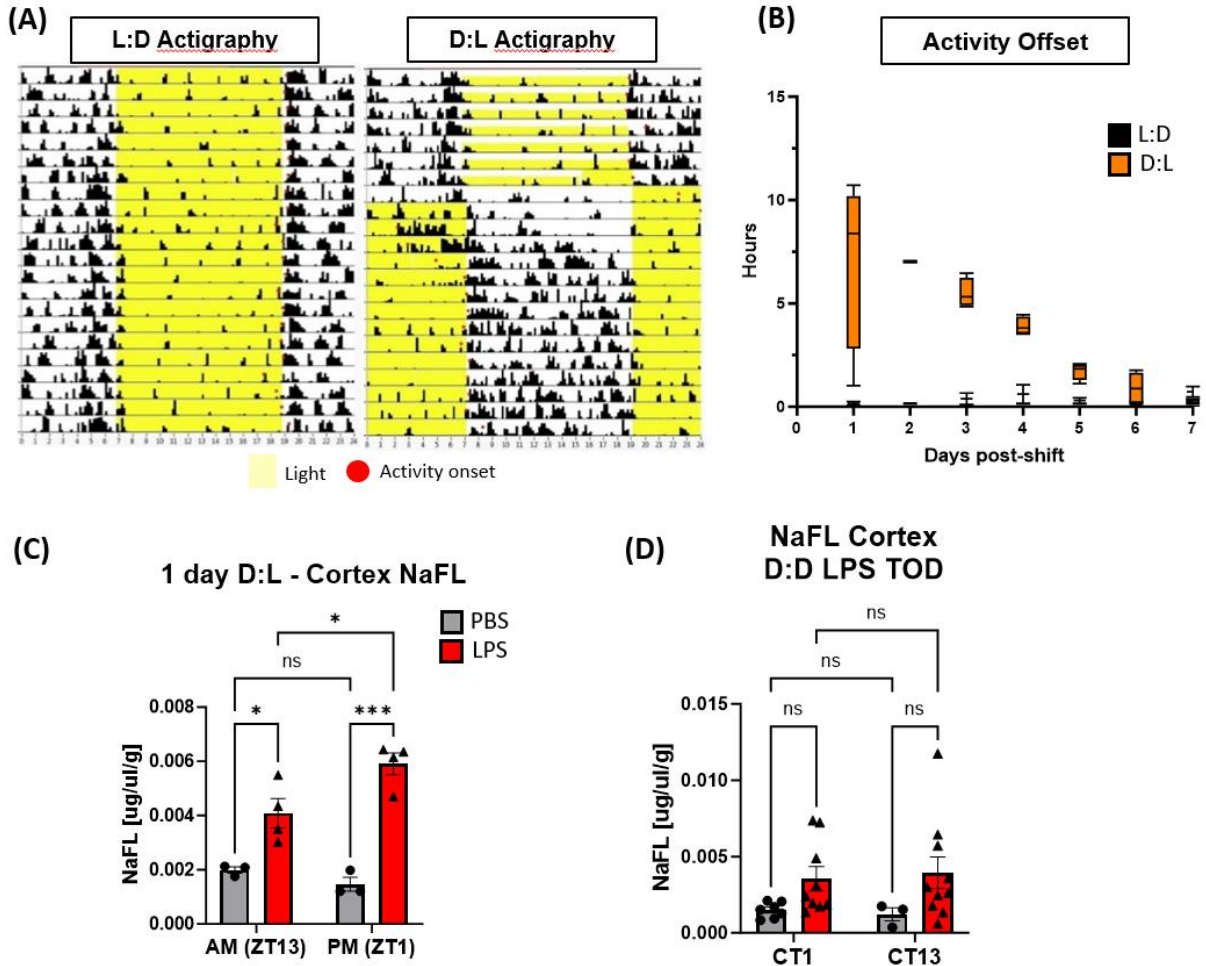 (A)
L:D Actigraphy
D:L Actigraphy
0 1 2 3 4 5 6 7 8 9 10 11 12 13 14 15 16 17 18 19 20 21 22 23 24
0 1 2 3 4 5 6 7 8 9 10 11 12 13 14 15 16 17 18 19 20 21 22 23 24
Light
Activity onset
(B)
Activity Offset
15
10
5
0
Hours
L:D
D:L
0 1 2 3 4 5 6 7
Days post-shift
(C)
1 day D:L - Cortex NaFL
PBS
LPS
*
ns
* ***
0.008
0.006
0.004
0.002
0.000
NaFL [ug/ul/g]
AM (ZT13) PM (ZT1)
(D)
NaFL Cortex
D:D LPS TOD
ns
ns
ns ns
0.015
0.010
0.005
0.000
NaFL [ug/ul/g]
CT1 CT13